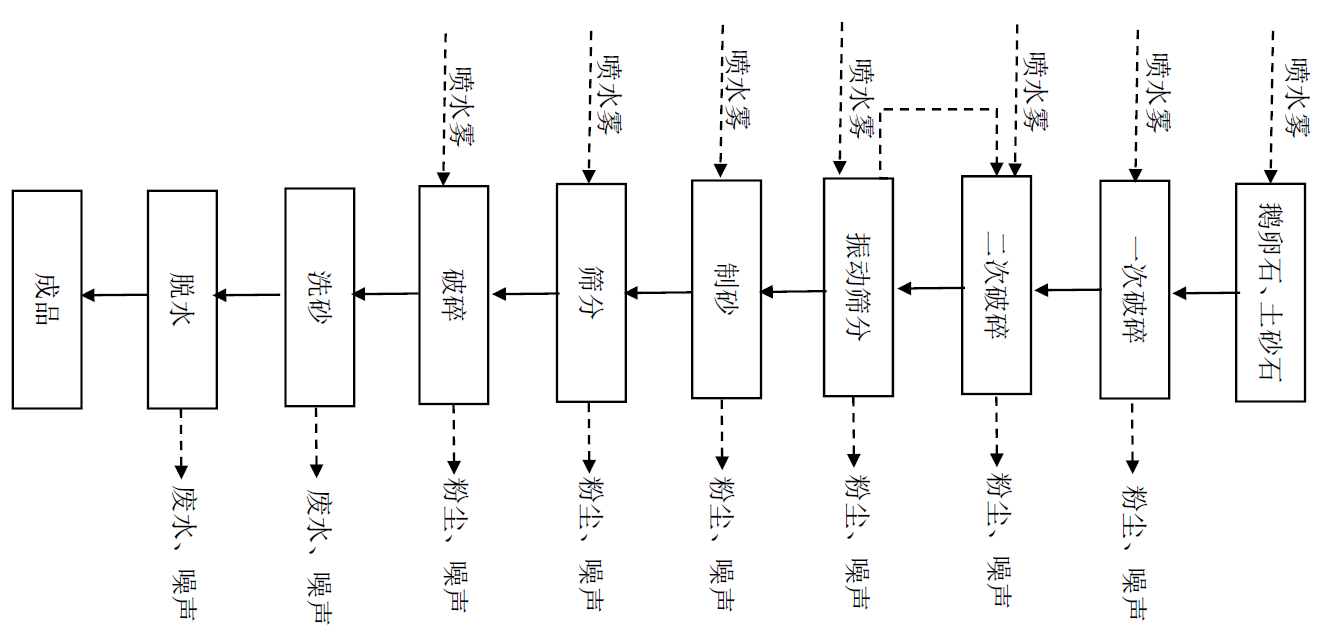 喷水雾
鹅卵石、土砂石
喷水雾
一次破碎
粉尘、噪声
喷水雾
二次破碎
粉尘、噪声
喷水雾
振动筛分
粉尘、噪声
喷水雾
制砂
粉尘、噪声
喷水雾
筛分
粉尘、噪声
喷水雾
破碎
粉尘、噪声
洗砂
废水、噪声
脱水
废水、噪声
成品